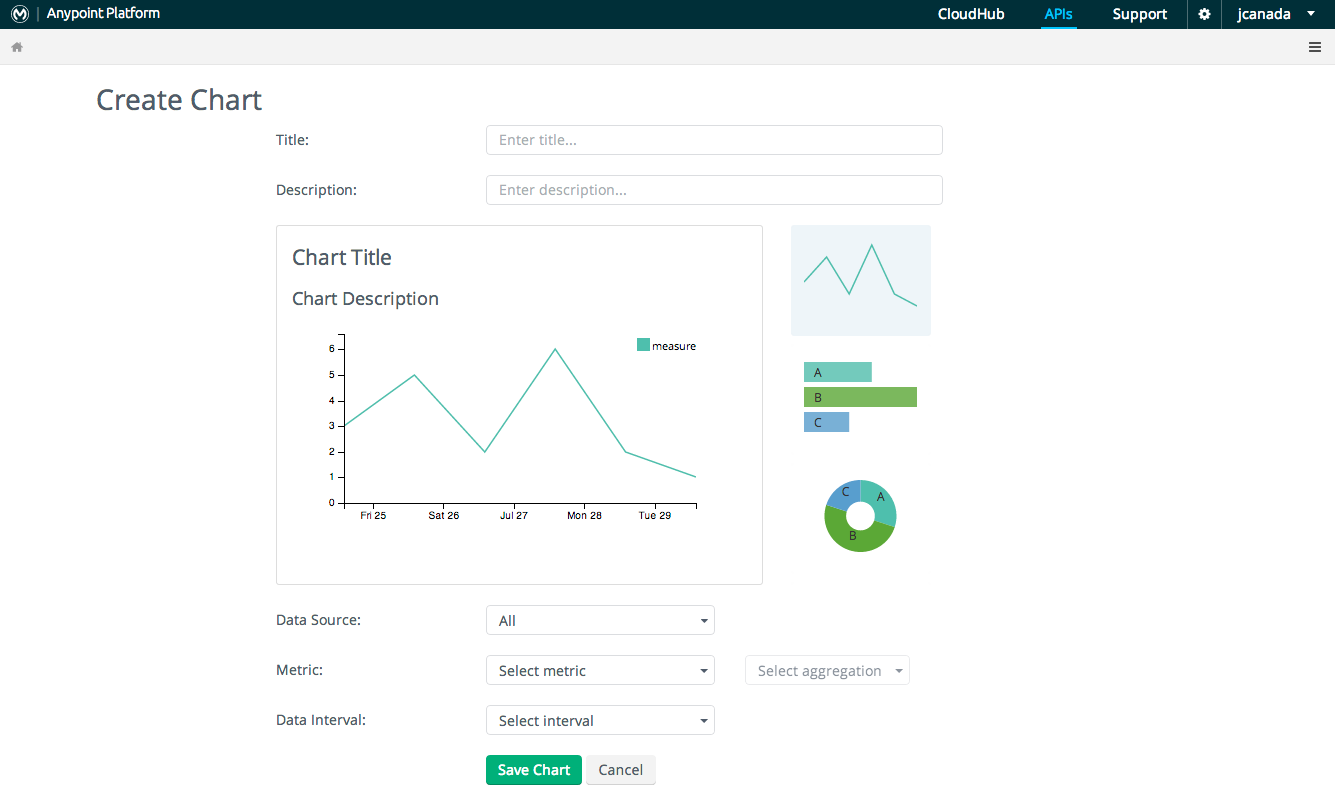 Anypoint Platform CloudHub APIs Support jcanada
Create Chart
Title: Enter title...
Description: Enter description...
Chart Title
Chart Description
measure
6
5
4
3
2
1
0
Fri 25 Sat 26 Jul 27 Mon 28 Tue 29
A
B
C
C A
B
Data Source: All
Metric: Select metric Select aggregation
Data Interval: Select interval
Save Chart Cancel